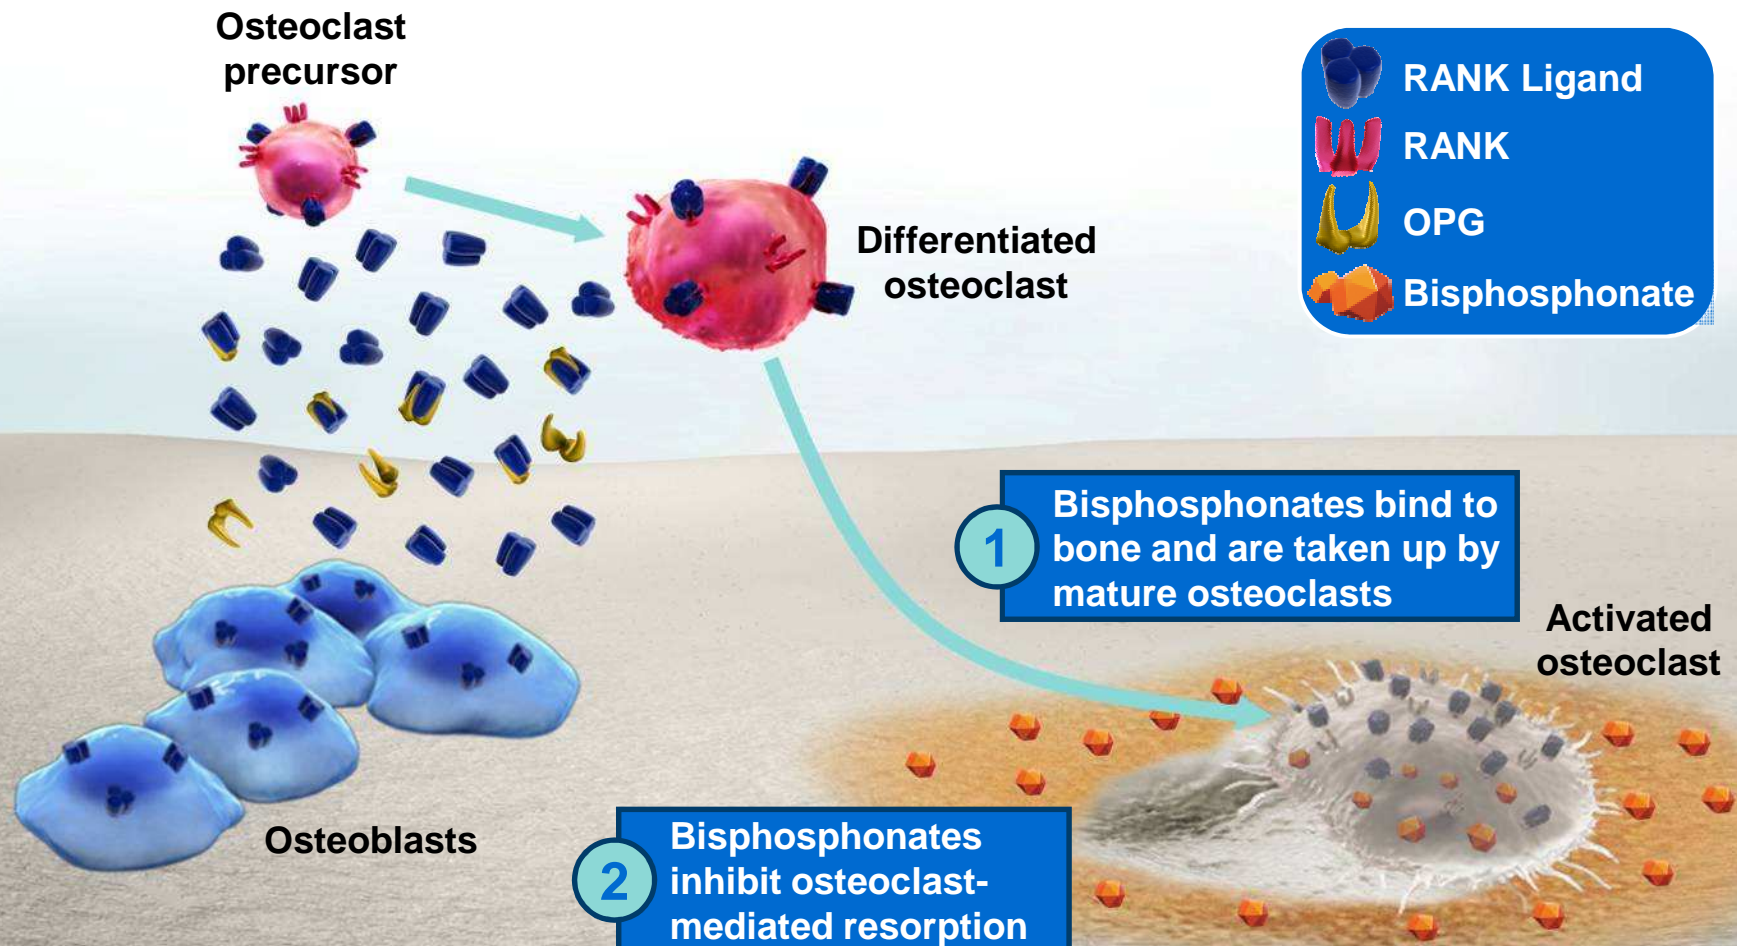 Osteoclast
precursor
RANK Ligand
RANK
OPG
Bisphosphonate
Differentiated
osteoclast
1
Bisphosphonates bind to
bone and are taken up by
mature osteoclasts
Activated
osteoclast
Osteoblasts
2
Bisphosphonates
inhibit osteoclast-
mediated resorption